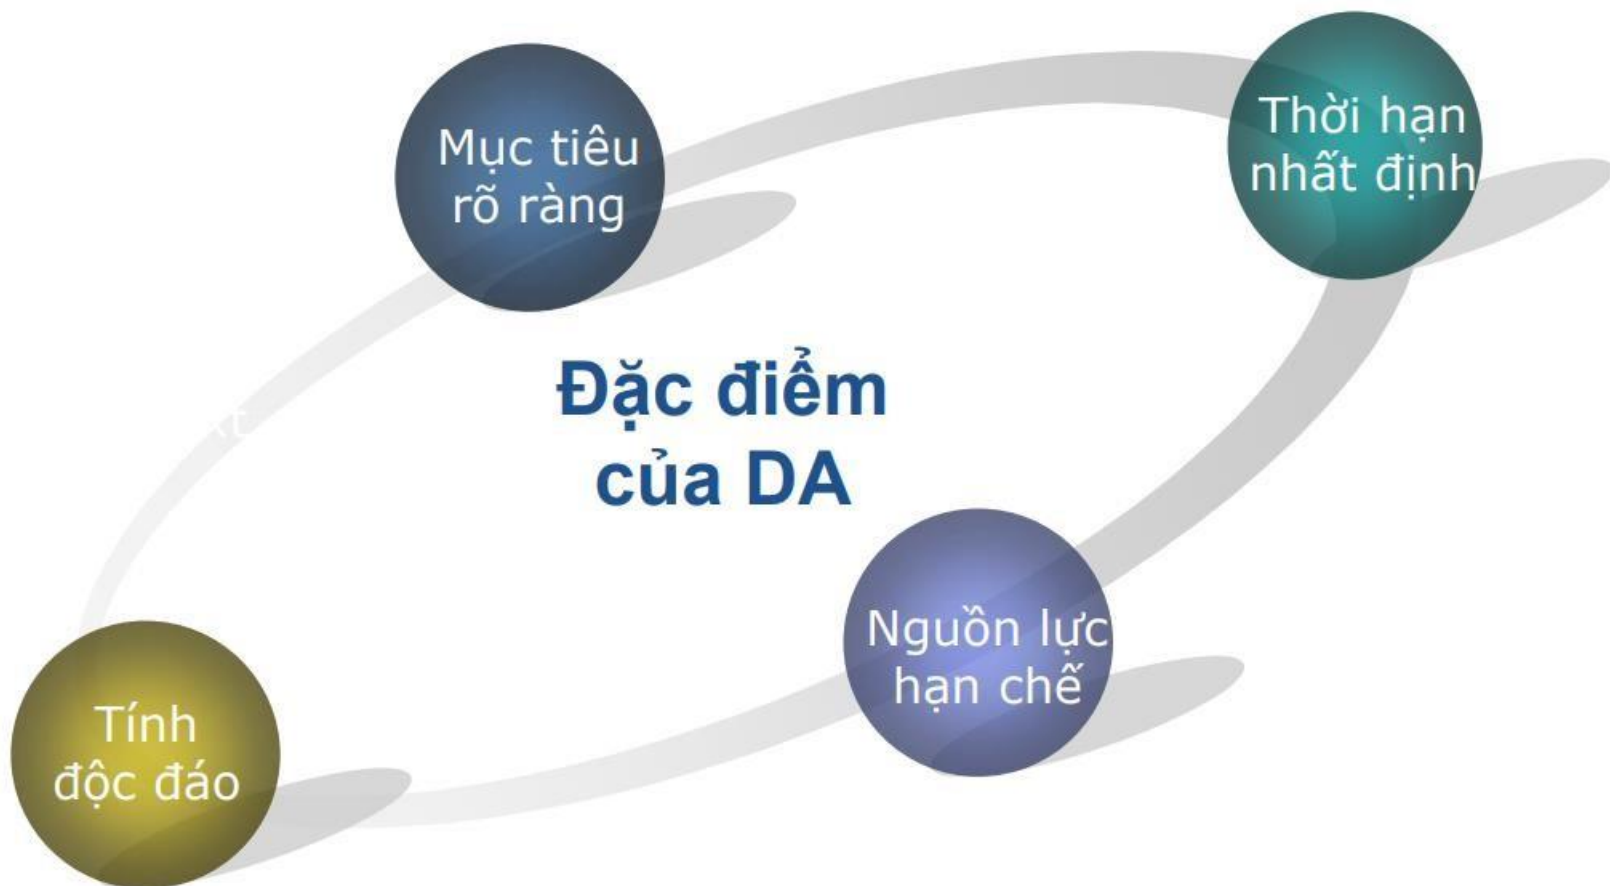 Mục tiêu
rõ ràng
Thời hạn
nhất định
Đặc điểm
của DA
Nguồn lực
hạn chế
Tính
độc đáo